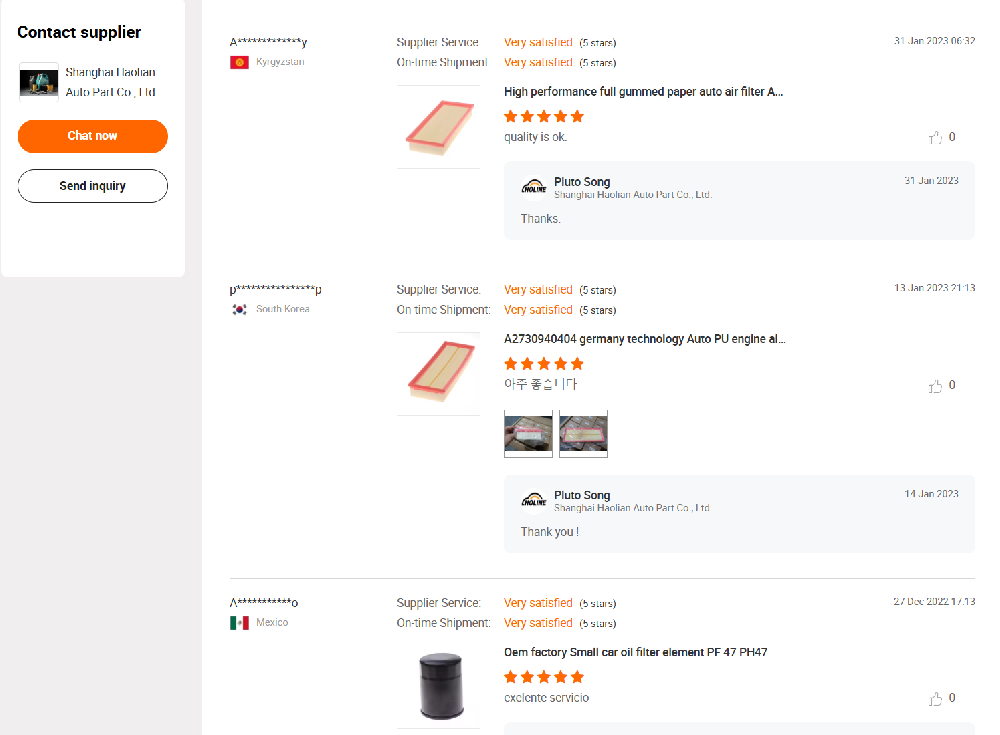 Contact supplier
Shanghai Haolian
Auto Part Co., Ltd
Chat now
Send inquiry
A*************y
Kyrgyzstan
Supplier Service
Very satisfied (5 stars)
On-time Shipment
Very satisfied (5 stars)
31 Jan 2023 06:32
High performance full gummed paper auto air filter A...
quality is ok.
0
Pluto Song
Shanghai Haolian Auto Part Co., Ltd.
31 Jan 2023
Thanks.
p****************p
South Korea
Supplier Service:
Very satisfied (5 stars)
On-time Shipment:
Very satisfied (5 stars)
13 Jan 2023 21:13
A2730940404 germany technology Auto PU engine ai...
아주 좋습니다
0
CHOLINE
Pluto Song
Shanghai Haolian Auto Part Co., Ltd.
14 Jan 2023
Thank you !
A***********o
Mexico
Supplier Service:
Very satisfied (5 stars)
On-time Shipment:
Very satisfied (5 stars)
27 Dec 2022 17:13
Oem factory Small car oil filter element PF 47 PH47
exelente servicio
0